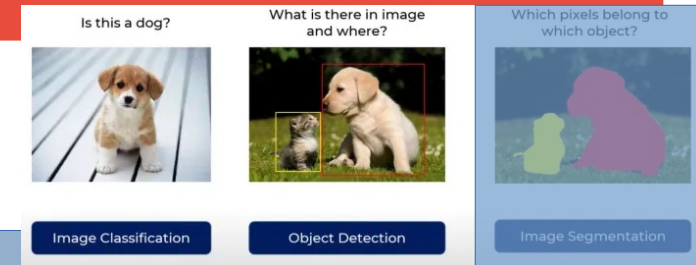 Is this a dog?
What is there in image
and where?
Which pixels belong to
which object?
Image Classification
Object Detection
Image Segmentation